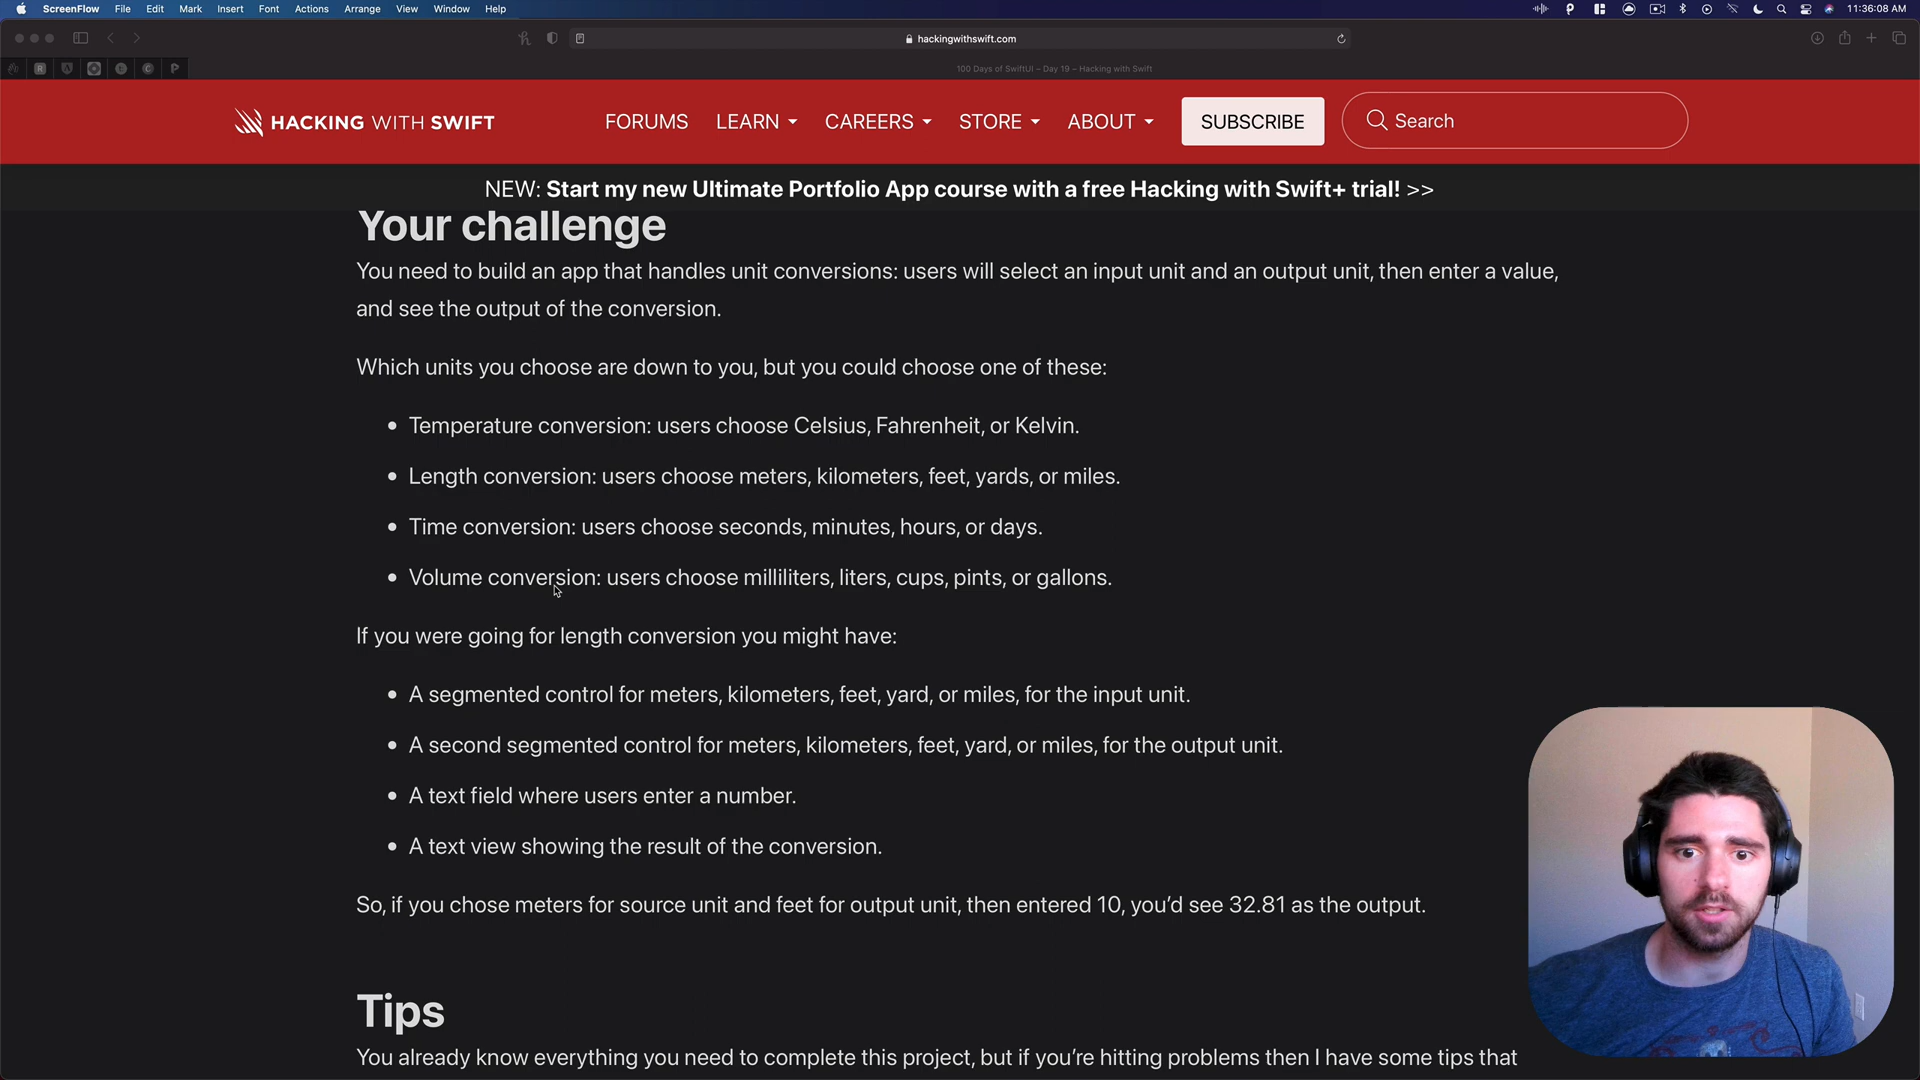 ScreenFlow File Edit Mark Insert Font Actions Arrange View Window Help 11:36:08 AM
hackingwithswift.com
100 Days of SwiftUI – Day 19 – Hacking with Swift
HACKING WITH SWIFT FORUMS LEARN CAREERS STORE ABOUT SUBSCRIBE Search
NEW: Start my new Ultimate Portfolio App course with a free Hacking with Swift+ trial! >>
Your challenge
You need to build an app that handles unit conversions: users will select an input unit and an output unit, then enter a value,
and see the output of the conversion.
Which units you choose are down to you, but you could choose one of these:
• Temperature conversion: users choose Celsius, Fahrenheit, or Kelvin.
• Length conversion: users choose meters, kilometers, feet, yards, or miles.
• Time conversion: users choose seconds, minutes, hours, or days.
• Volume conversion: users choose milliliters, liters, cups, pints, or gallons.
If you were going for length conversion you might have:
• A segmented control for meters, kilometers, feet, yard, or miles, for the input unit.
• A second segmented control for meters, kilometers, feet, yard, or miles, for the output unit.
• A text field where users enter a number.
• A text view showing the result of the conversion.
So, if you chose meters for source unit and feet for output unit, then entered 10, you’d see 32.81 as the output.
Tips
You already know everything you need to complete this project, but if you’re hitting problems then I have some tips that